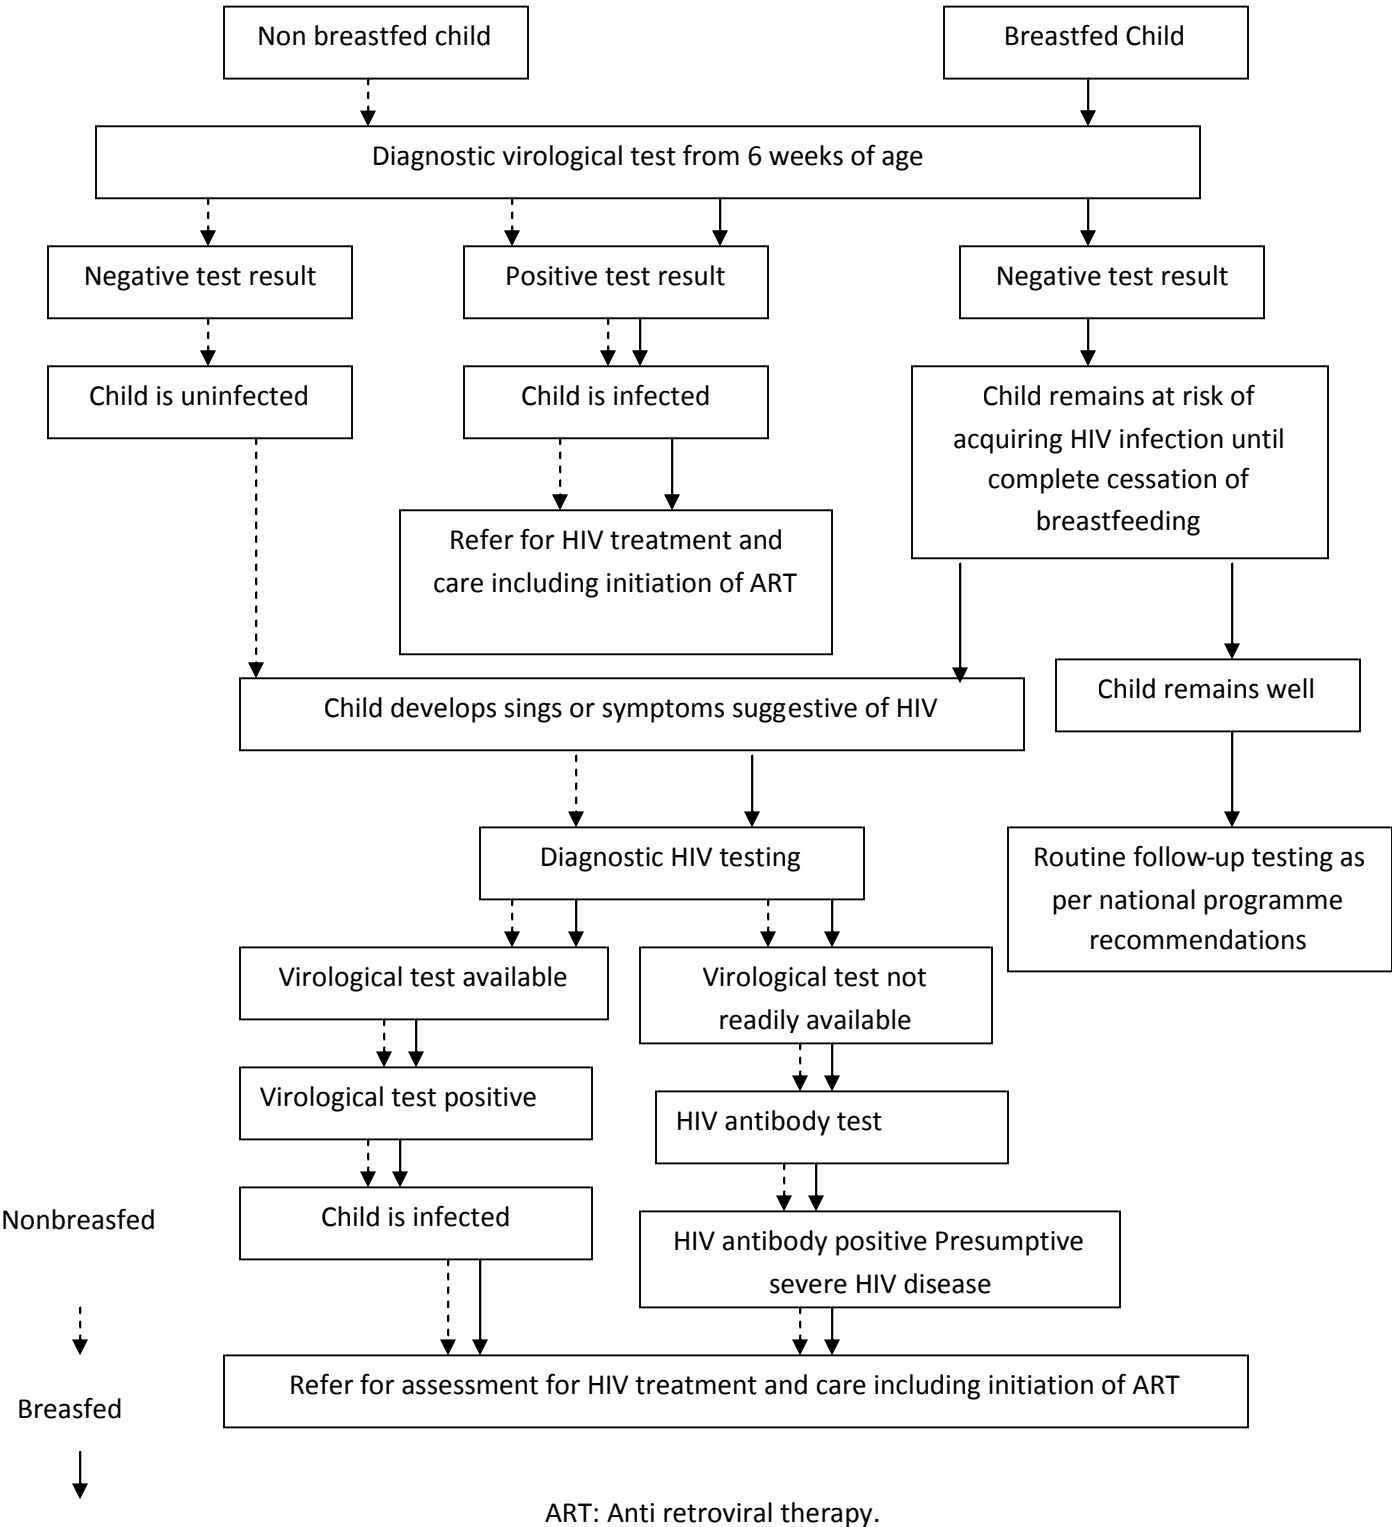 Non breastfed child
Breastfed Child
Diagnostic virological test from 6 weeks of age
Negative test result
Positive test result
Negative test result
Child is uninfected
Child is infected
Child remains at risk of
acquiring HIV infection until
complete cessation of
breastfeeding
Refer for HIV treatment and
care including initiation of ART
Child develops sings or symptoms suggestive of HIV
Child remains well
Diagnostic HIV testing
Routine follow-up testing as
per national programme
recommendations
Virological test available
Virological test not
readily available
Virological test positive
HIV antibody test
Child is infected
HIV antibody positive Presumptive
severe HIV disease
Nonbreasfed
Refer for assessment for HIV treatment and care including initiation of ART
Breasfed
ART: Anti retroviral therapy.